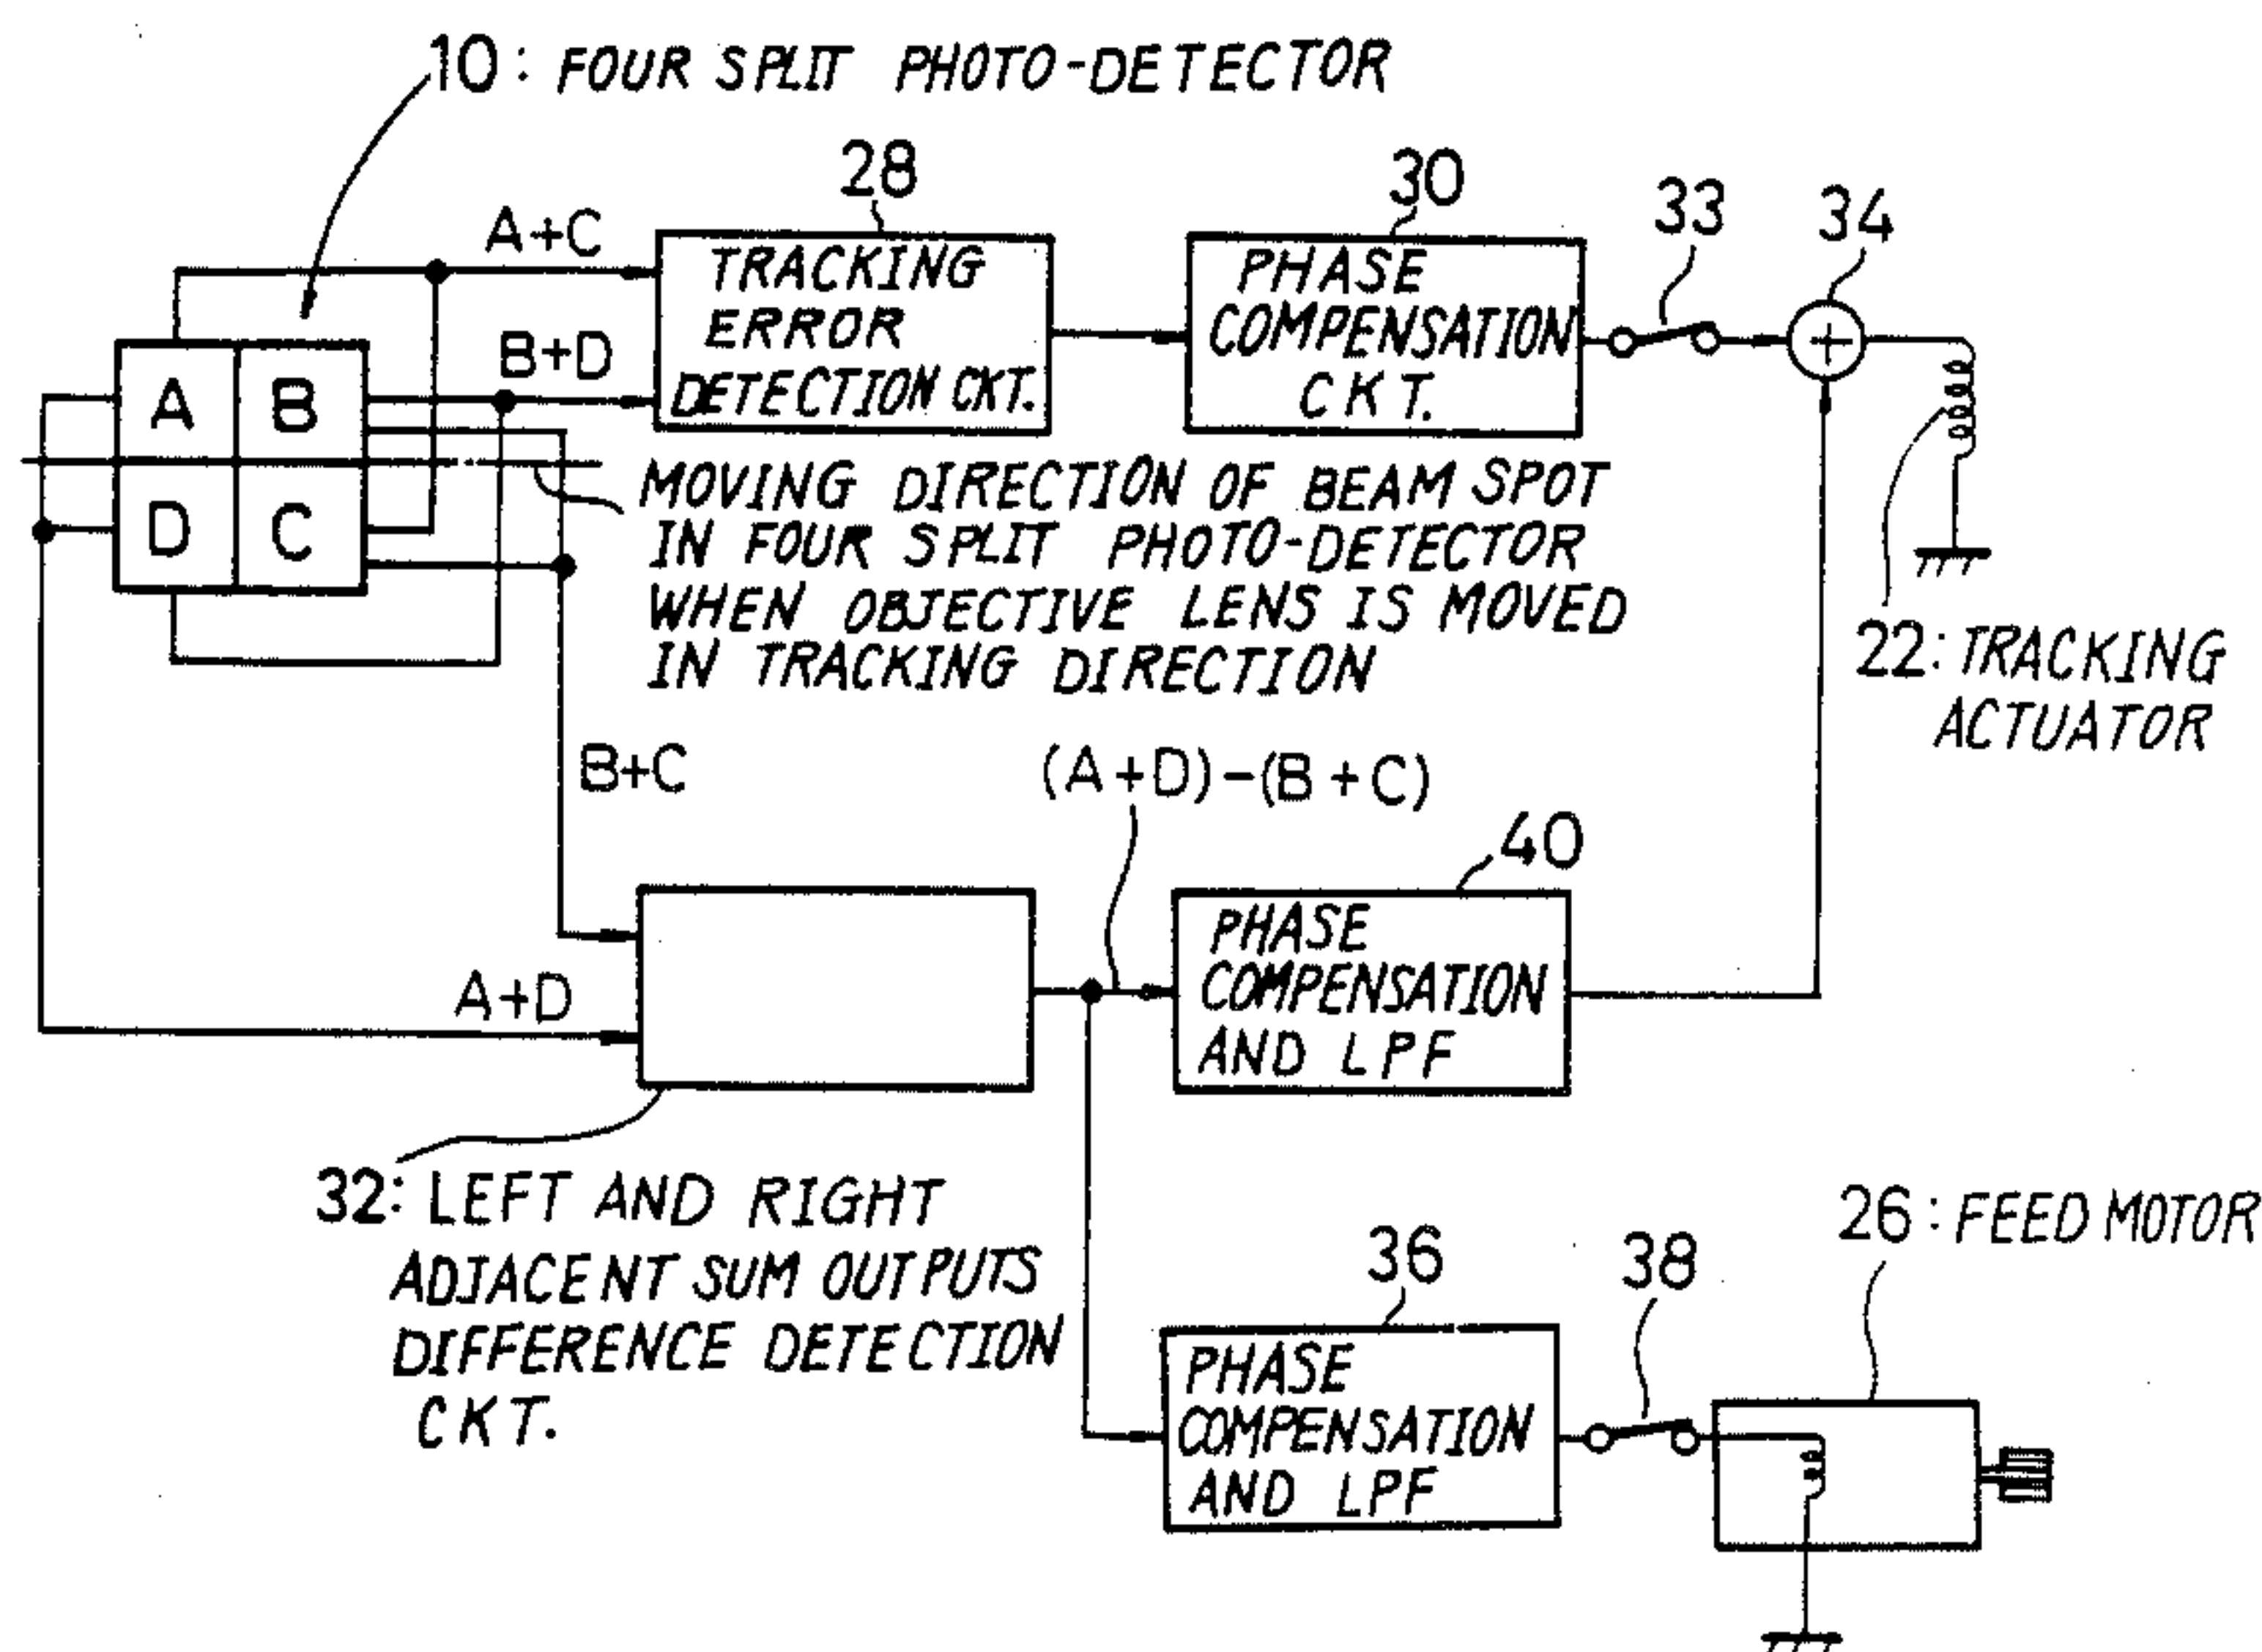 10: FOUR SPLIT PHOTO-DETECTOR
28
30
33
34
A+C
TRACKING
ERROR
DETECTION CKT.
PHASE
COMPENSATION
CKT.
+
B+D
A B
D C
MOVING DIRECTION OF BEAM SPOT
IN FOUR SPLIT PHOTO-DETECTOR
WHEN OBJECTIVE LENS IS MOVED
IN TRACKING DIRECTION
22: TRACKING
ACTUATOR
B+C
(A+D)-(B+C)
40
PHASE
COMPENSATION
AND LPF
A+D
32: LEFT AND RIGHT
ADJACENT SUM OUTPUTS
DIFFERENCE DETECTION
CKT.
36
38
26: FEED MOTOR
PHASE
COMPENSATION
AND LPF